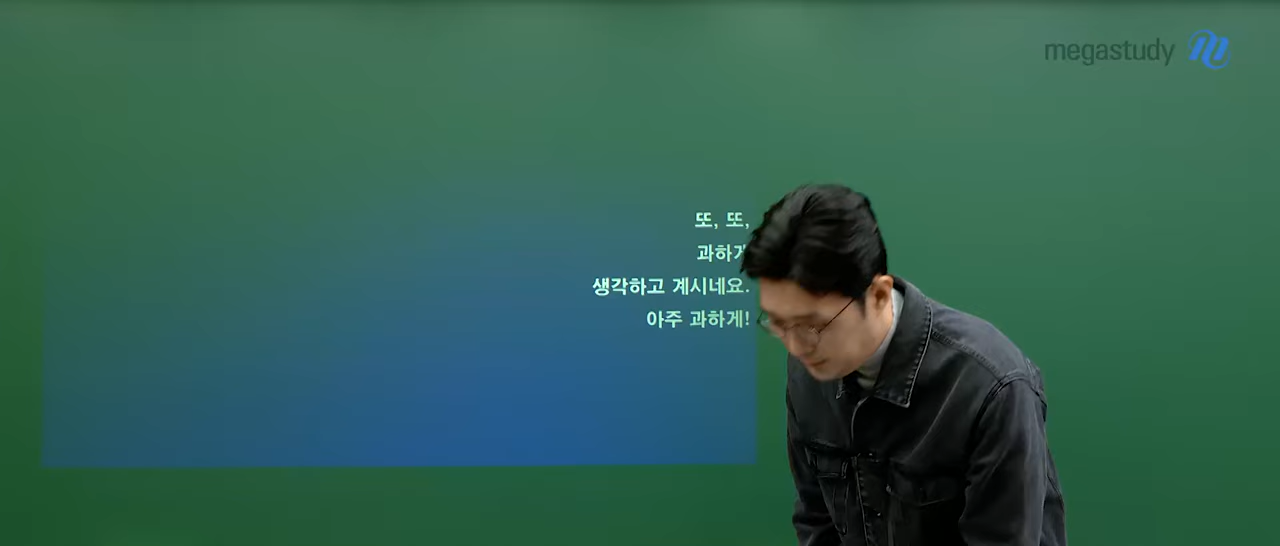 megastudy
또, 또,
과하게
생각하고 계시네요.
아주 과하게!